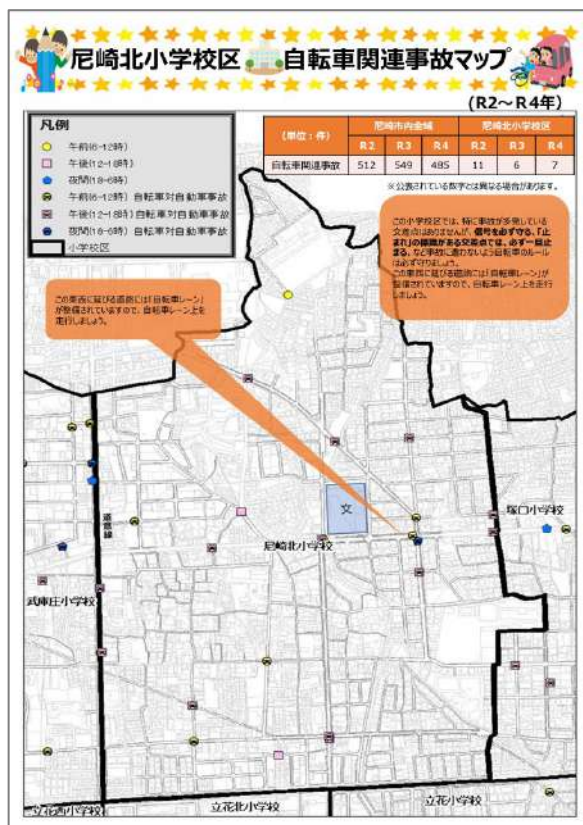 尼崎北小学校区 自転車関連事故マップ
(R2～R4年)
凡例
午前(6-12時)
午後(12-18時)
夜間(18-6時)
午前(6-12時) 自転車対自動車事故
午後(12-18時) 自転車対自動車事故
夜間(18-6時) 自転車対自動車事故
小学校区
(単位:件) 尼崎市内全域 尼崎北小学校区
R2 R3 R4 R2 R3 R4
自転車関連事故 512 549 485 11 6 7
※公表されている数字とは異なる場合があります。
この小学校区では、特に事故が多発している
交差点はありませんが、信号を必ず守る、「止
まれ」の標識がある交差点では、必ず一旦止
まる、など事故に遭わないよう自転車のルール
は必ず守りましょう。
この東西に延びる道路には「自転車レーン」が
整備されていますので、自転車レーン上を走行
しましょう。
この東西に延びる道路には「自転車レーン」
が整備されていますので、自転車レーン上を
走行しましょう。
文
道意線
塚口小学校
尼崎北小学校
武庫庄小学校
立花西小学校
立花北小学校
立花小学校